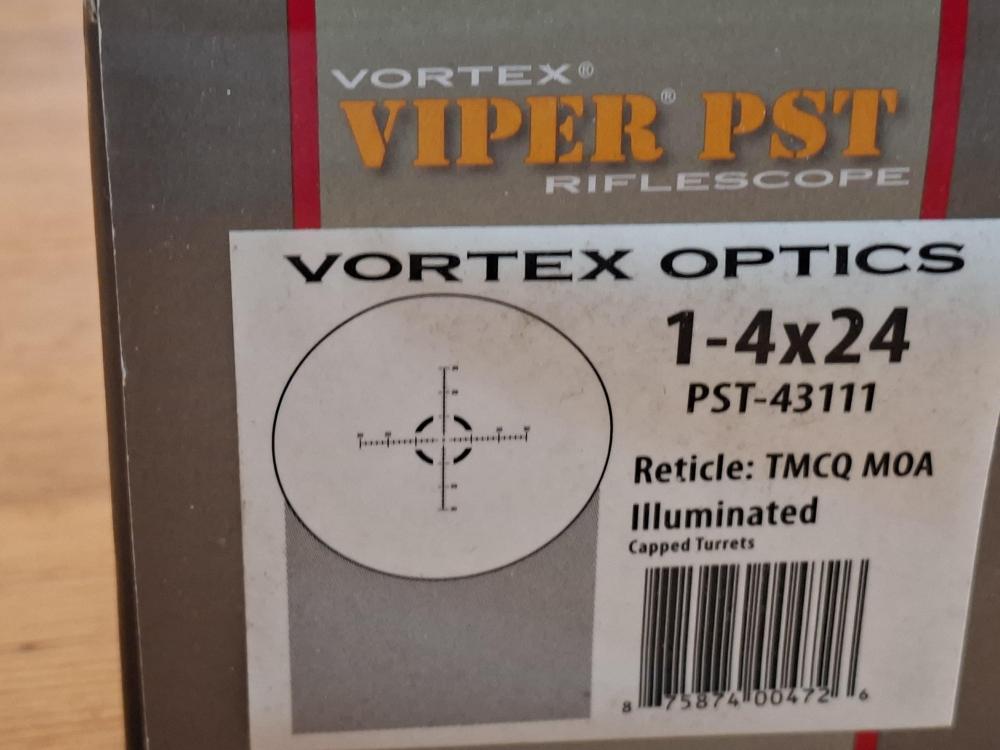 VORTEX®
VIPER® PST
RIFLESCOPE
VORTEX OPTICS
1-4x24
PST-43111
Reticle: TMCQ MOA
Illuminated
Capped Turrets
8 75874 00472 6